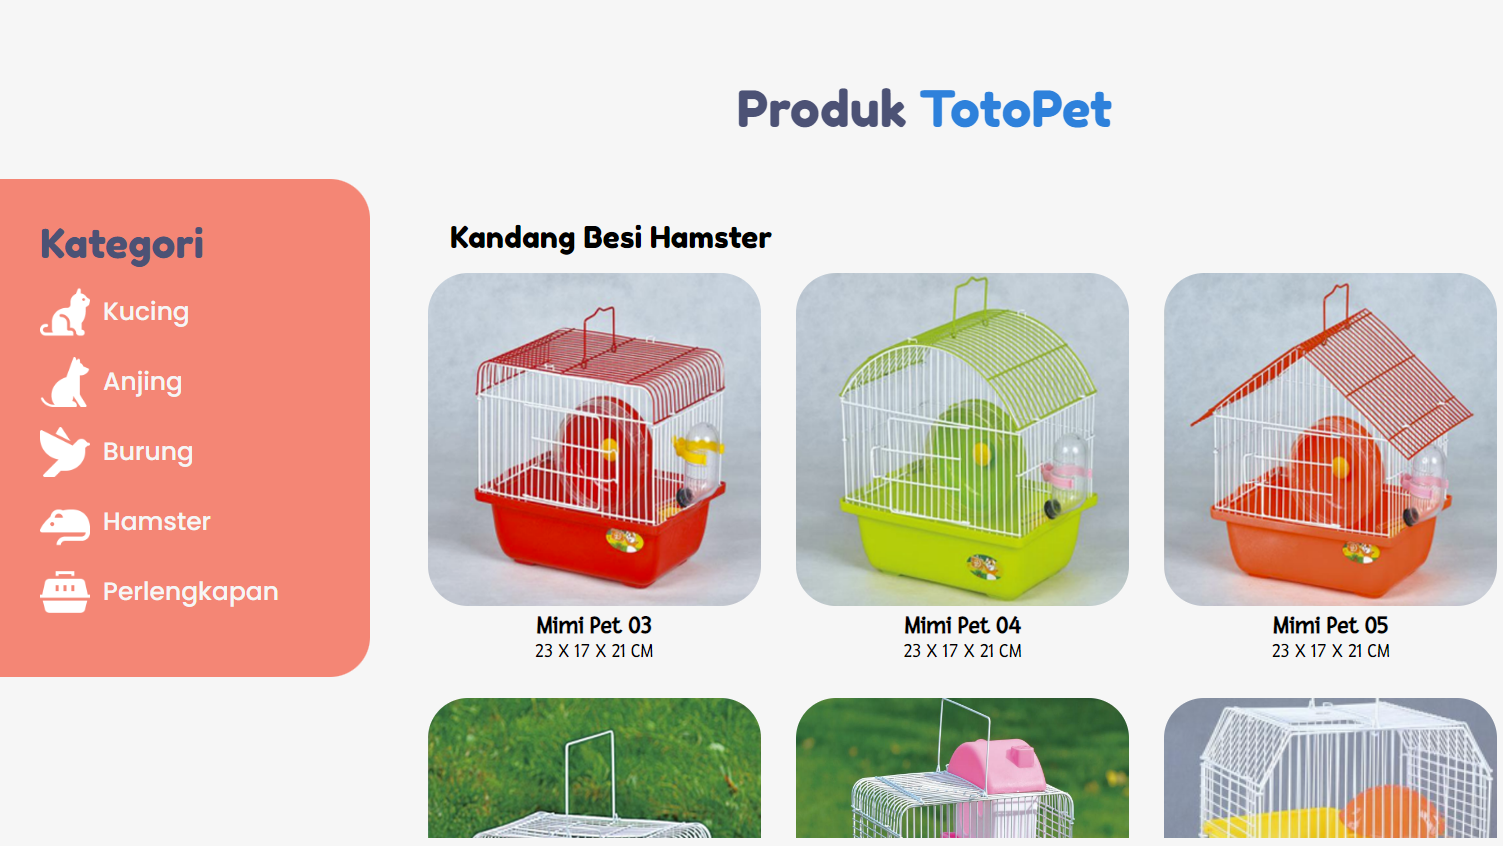 Produk TotoPet
Kategori
Kucing
Anjing
Burung
Hamster
Perlengkapan
Kandang Besi Hamster
Mimi Pet 03
23 X 17 X 21 CM
Mimi Pet 04
23 X 17 X 21 CM
Mimi Pet 05
23 X 17 X 21 CM